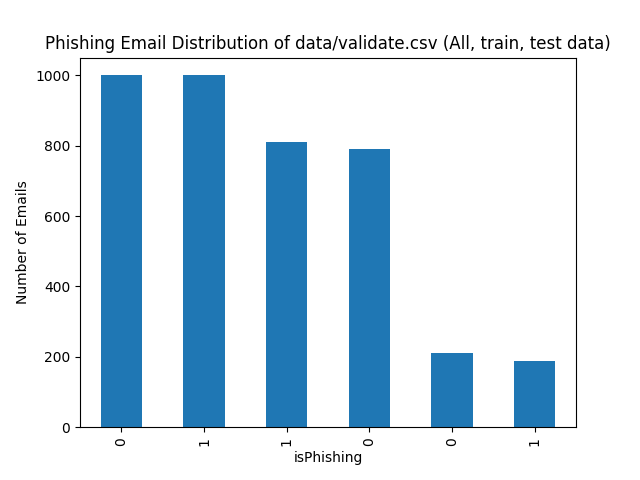 Phishing Email Distribution of data/validate.csv (All, train, test data)
1000
800
600
400
200
0
Number of Emails
0 1 1 0 0 1
isPhishing